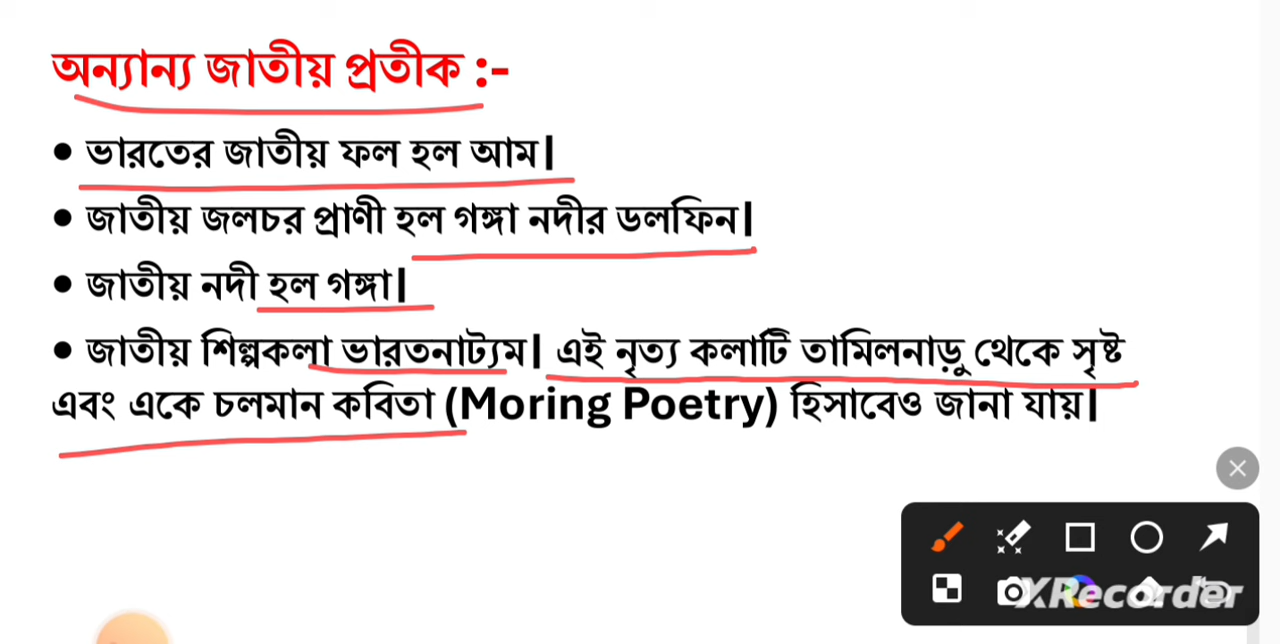 অন্যান্য জাতীয় প্রতীক :-
• ভারতের জাতীয় ফল হল আম|
• জাতীয় জলচর প্রাণী হল গঙ্গা নদীর ডলফিন|
• জাতীয় নদী হল গঙ্গা|
• জাতীয় শিল্পকলা ভারতনাট্যম| এই নৃত্য কলাটি তামিলনাড়ু থেকে সৃষ্ট
এবং একে চলমান কবিতা (Moring Poetry) হিসাবেও জানা যায়|
XRecorder